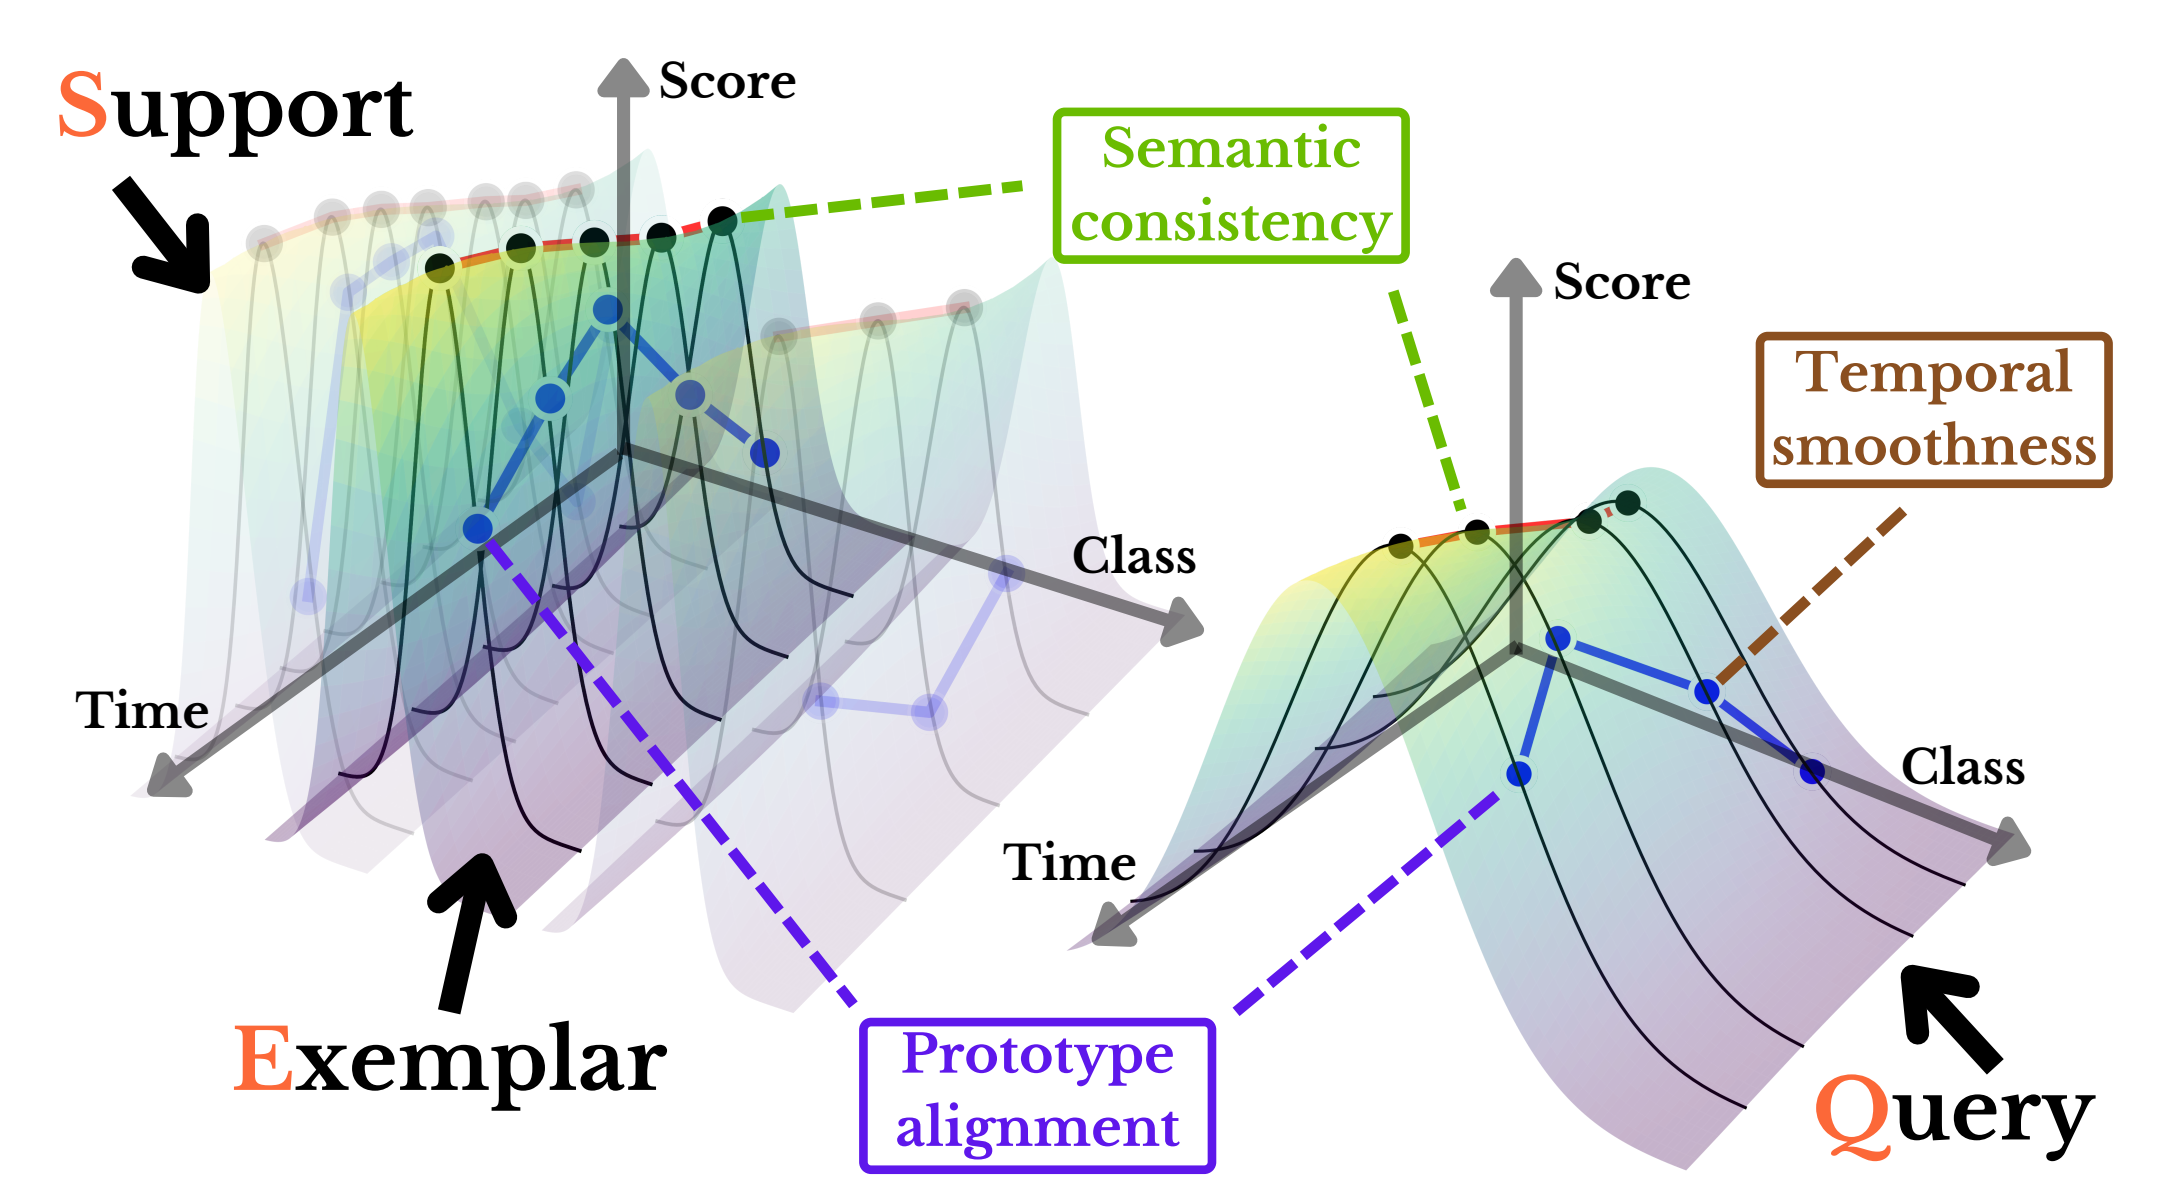 Support
Score
Semantic
consistency
Score
Temporal
smoothness
Class
Time
Class
Time
Exemplar
Prototype
alignment
Query